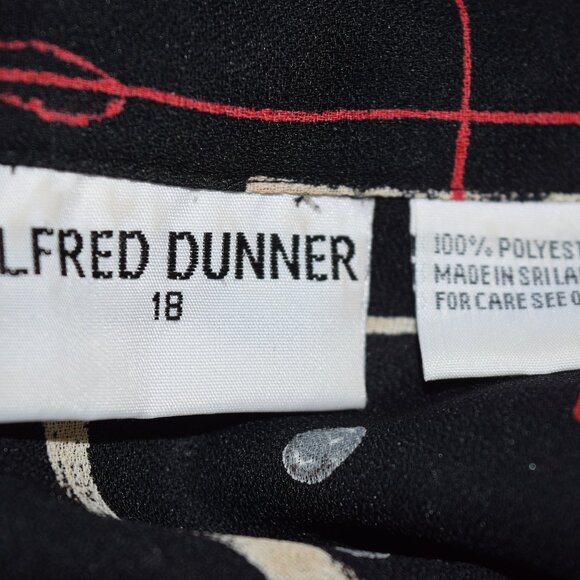 LFRED DUNNER
18
100% POLYEST
MADE IN SRI LA
FOR CARE SEE O